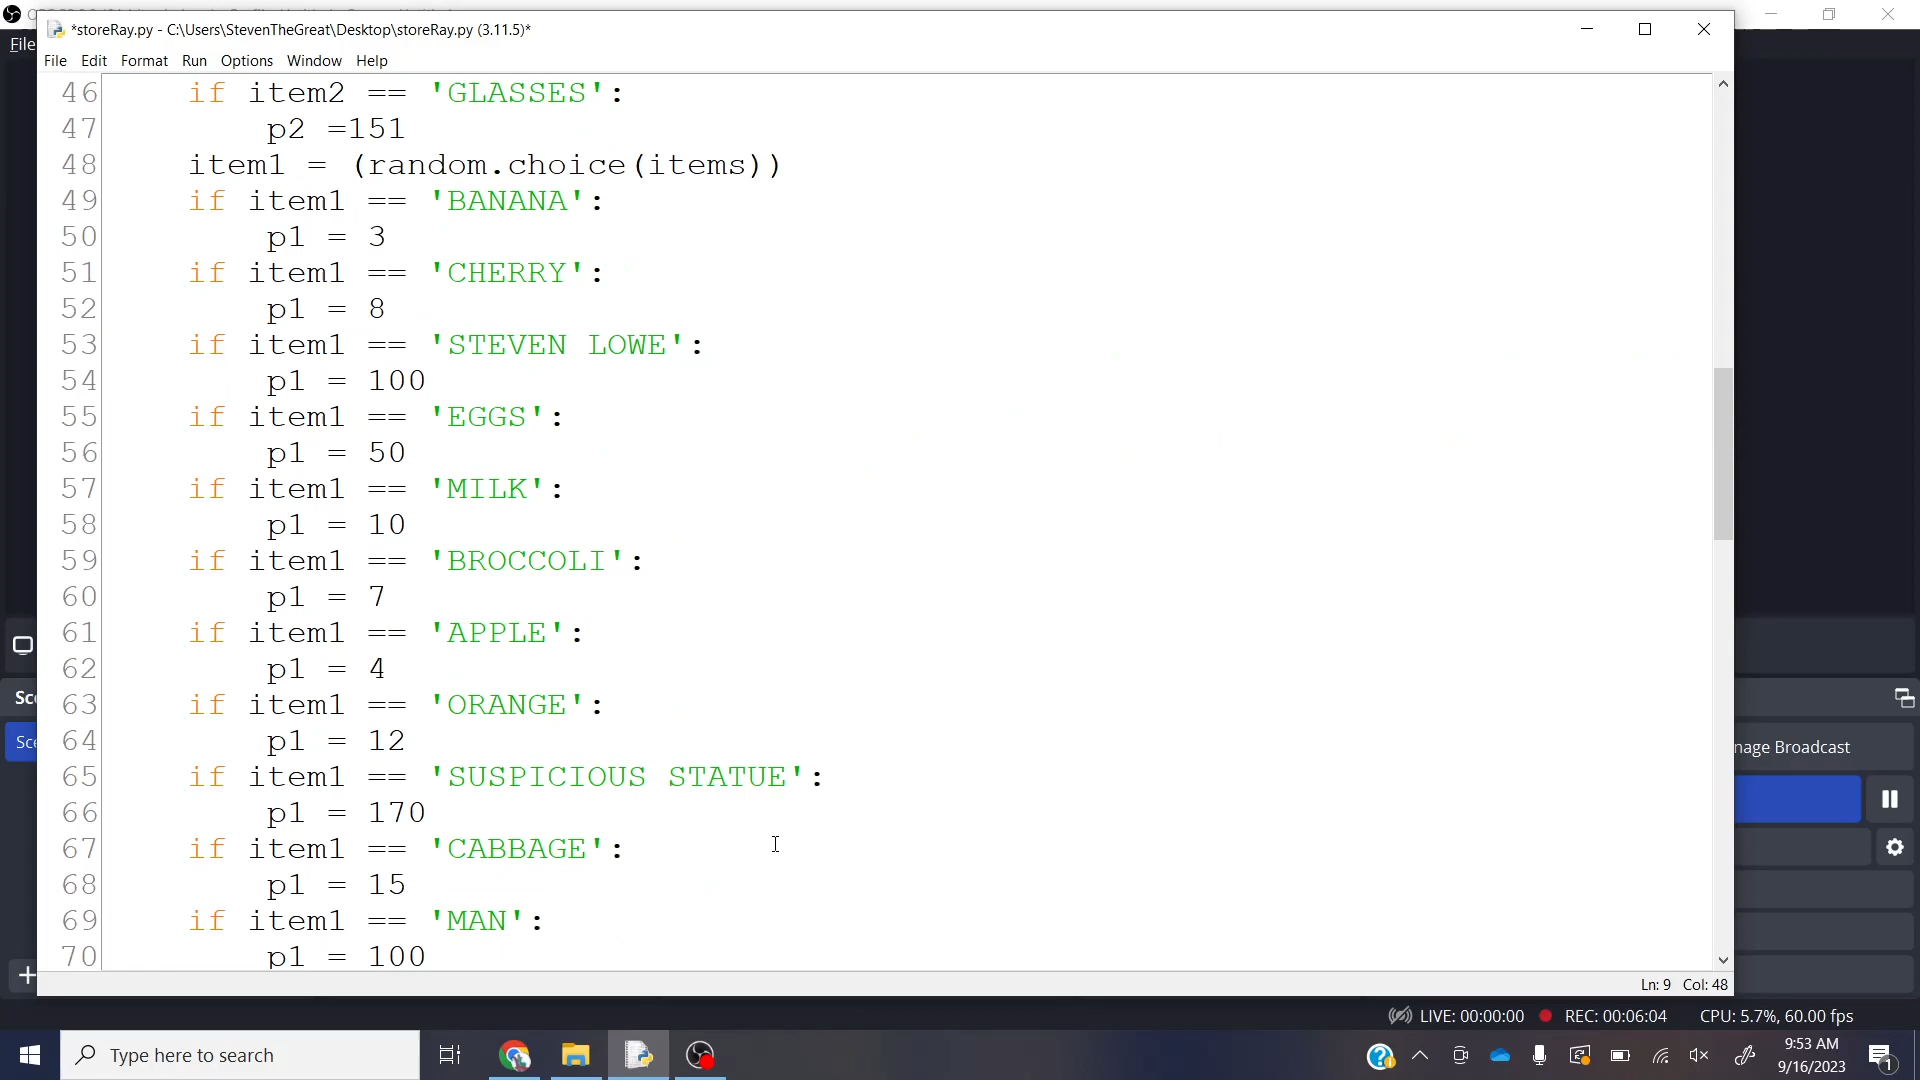 *storeRay.py - C:\Users\StevenTheGreat\Desktop\storeRay.py (3.11.5)*
File
File Edit Format Run Options Window Help
46 if item2 == 'GLASSES':
47 p2 =151
48 item1 = (random.choice(items))
49 if item1 == 'BANANA':
50 p1 = 3
51 if item1 == 'CHERRY':
52 p1 = 8
53 if item1 == 'STEVEN LOWE':
54 p1 = 100
55 if item1 == 'EGGS':
56 p1 = 50
57 if item1 == 'MILK':
58 p1 = 10
59 if item1 == 'BROCCOLI':
60 p1 = 7
61 if item1 == 'APPLE':
62 p1 = 4
63 if item1 == 'ORANGE':
64 p1 = 12
65 if item1 == 'SUSPICIOUS STATUE':
66 p1 = 170
67 if item1 == 'CABBAGE':
68 p1 = 15
69 if item1 == 'MAN':
70 p1 = 100
Sce
Sce
nage Broadcast
Ln: 9 Col: 48
LIVE: 00:00:00 REC: 00:06:04 CPU: 5.7%, 60.00 fps
Type here to search
9:53 AM
9/16/2023
1